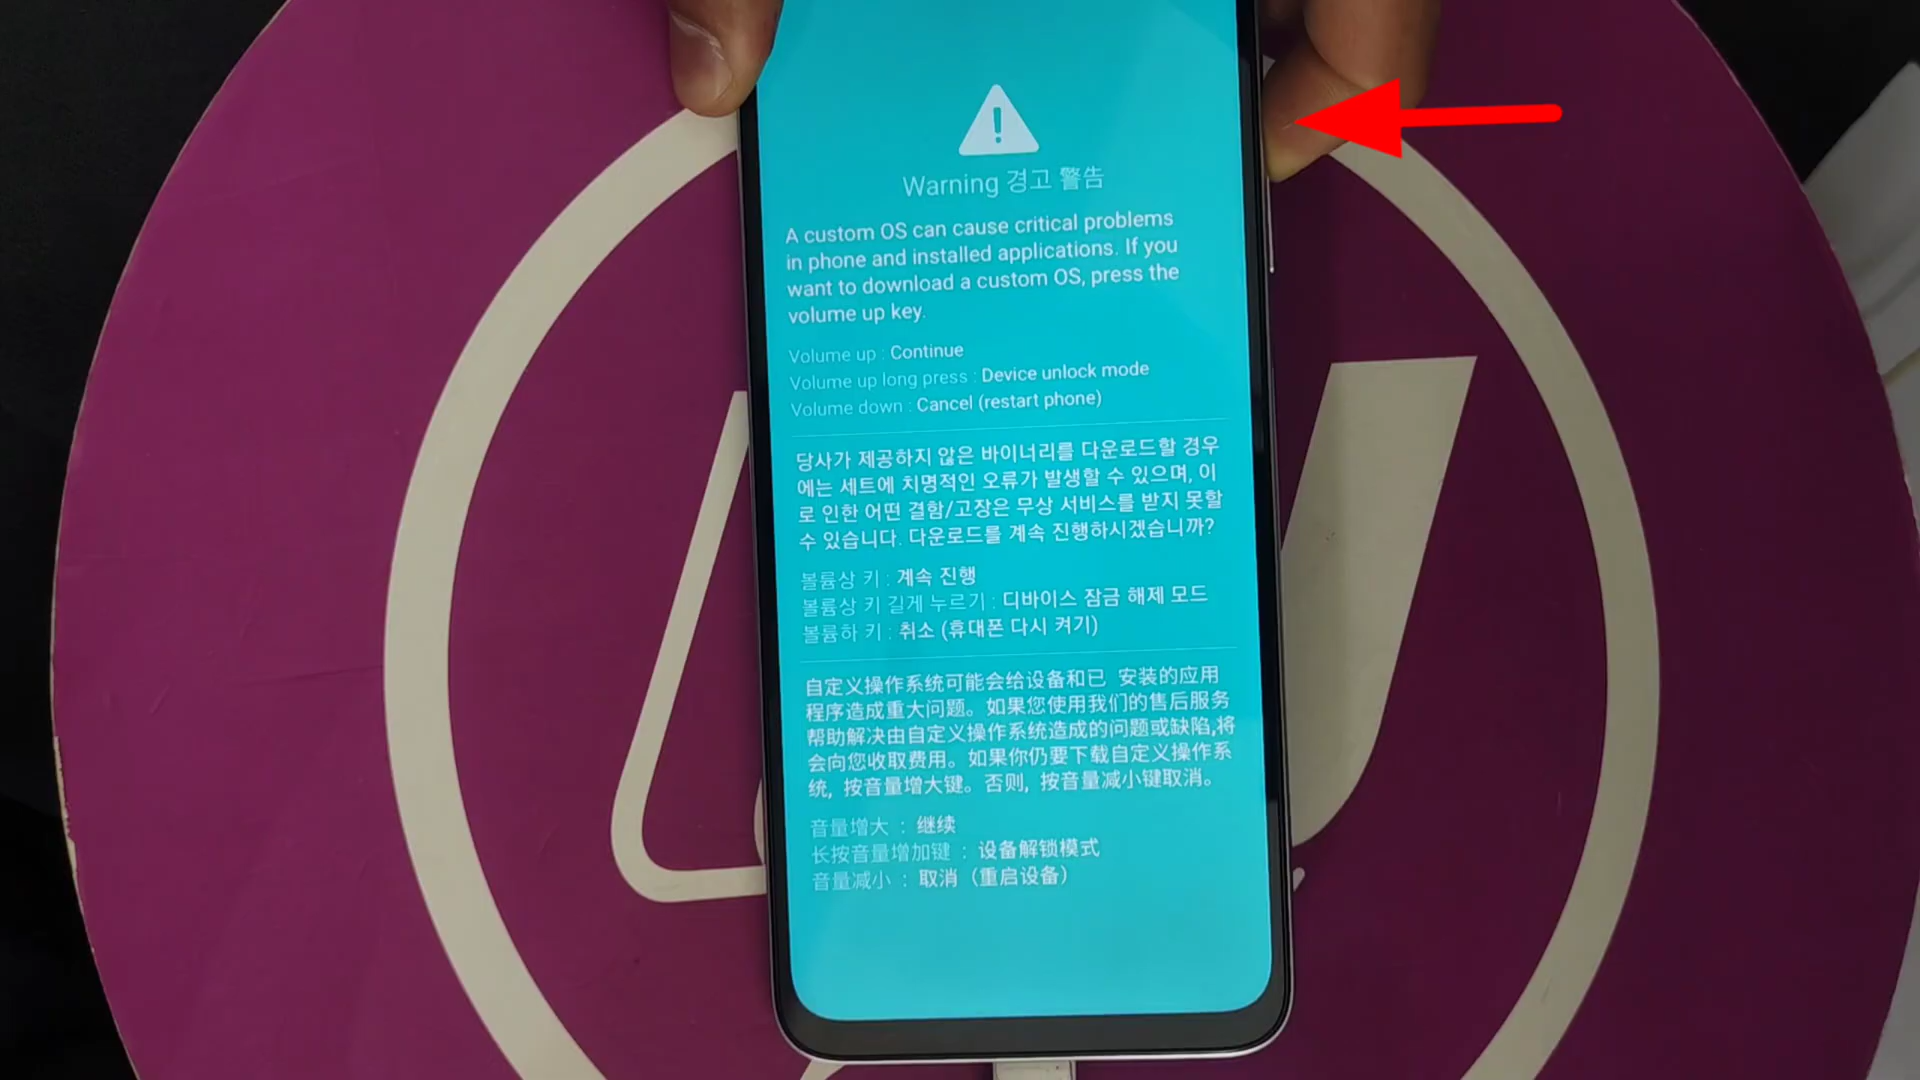 Warning 경고 警告
A custom OS can cause critical problems
in phone and installed applications. If you
want to download a custom OS, press the
volume up key.
Volume up : Continue
Volume up long press : Device unlock mode
Volume down : Cancel (restart phone)
당사가 제공하지 않은 바이너리를 다운로드할 경우
에는 세트에 치명적인 오류가 발생할 수 있으며, 이
로 인한 어떤 결함/고장은 무상 서비스를 받지 못할
수 있습니다. 다운로드를 계속 진행하시겠습니까?
볼륨상 키 : 계속 진행
볼륨상 키 길게 누르기 : 디바이스 잠금 해제 모드
볼륨하 키 : 취소 (휴대폰 다시 켜기)
自定义操作系统可能会给设备和已 安装的应用
程序造成重大问题。如果您使用我们的售后服务
帮助解决由自定义操作系统造成的问题或缺陷,将
会向您收取费用。如果你仍要下载自定义操作系
统, 按音量增大键。否则, 按音量减小键取消。
音量增大 : 继续
长按音量增加键 : 设备解锁模式
音量减小 : 取消（重启设备）